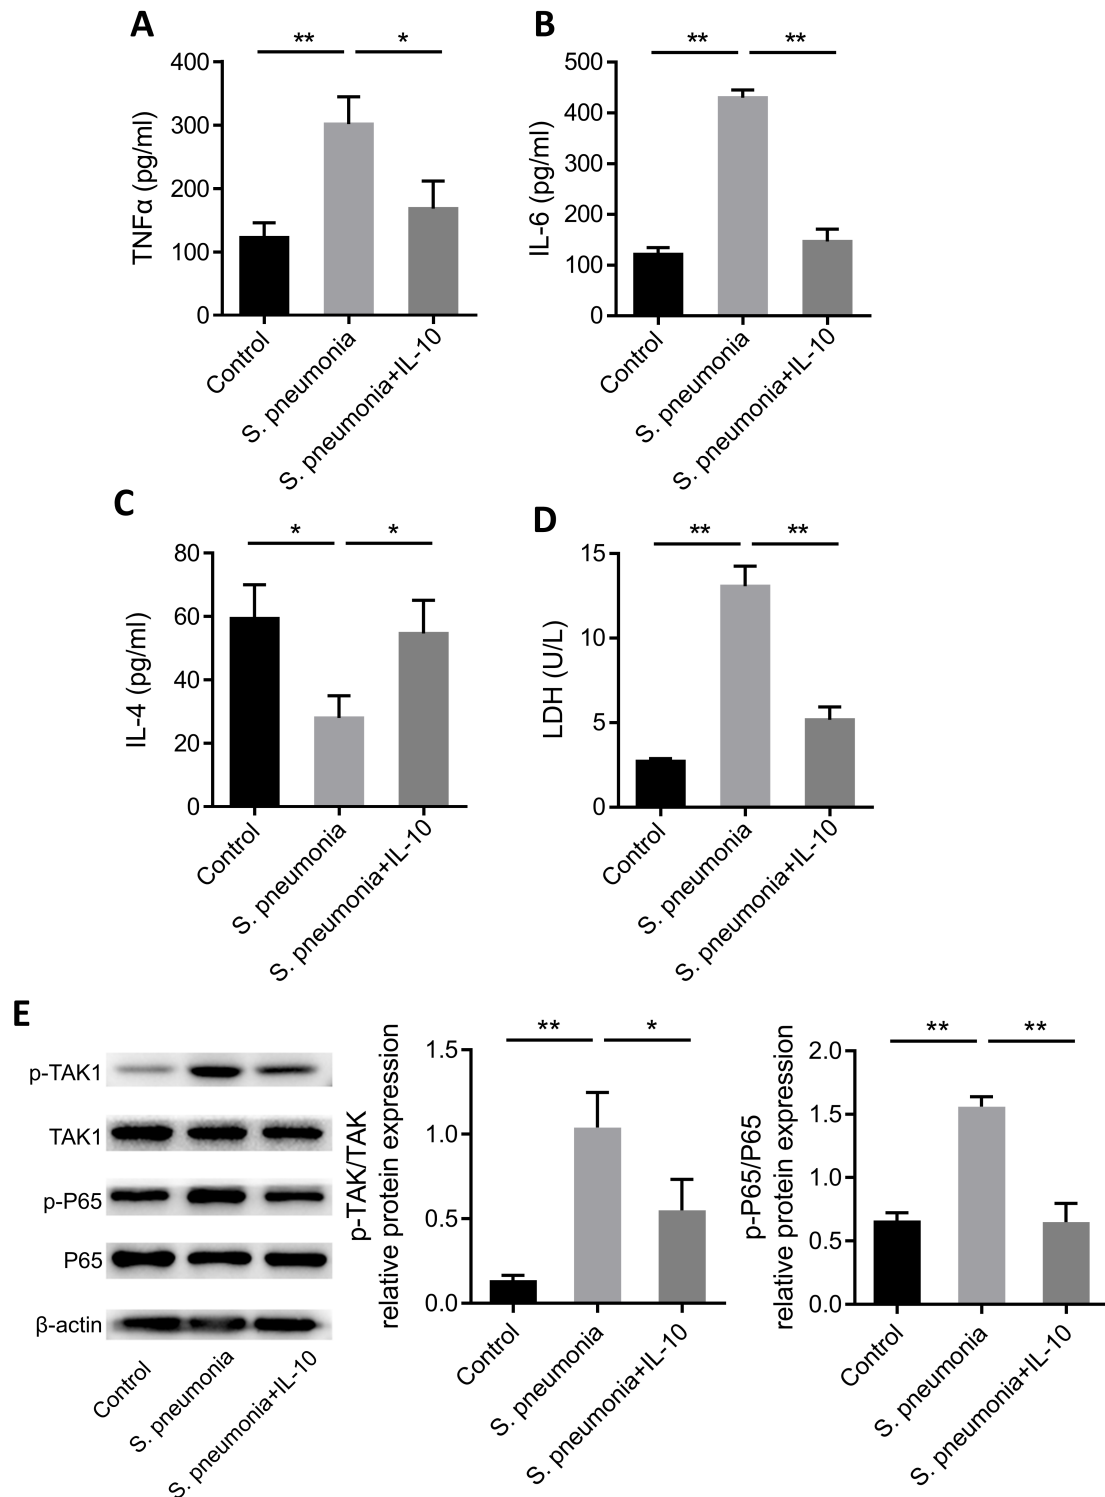 A
** *
TNFα (pg/ml)
400
300
200
100
0
Control
S. pneumonia
S. pneumonia+IL-10
B
** **
IL-6 (pg/ml)
500
400
300
200
100
0
Control
S. pneumonia
S. pneumonia+IL-10
C
* *
IL-4 (pg/ml)
80
60
40
20
0
Control
S. pneumonia
S. pneumonia+IL-10
D
** **
LDH (U/L)
15
10
5
0
Control
S. pneumonia
S. pneumonia+IL-10
E
p-TAK1
TAK1
p-P65
P65
β-actin
Control
S. pneumonia
S. pneumonia+IL-10
** *
p-TAK/TAK
relative protein expression
1.5
1.0
0.5
0.0
Control
S. pneumonia
S. pneumonia+IL-10
** **
p-P65/P65
relative protein expression
2.0
1.5
1.0
0.5
0.0
Control
S. pneumonia
S. pneumonia+IL-10